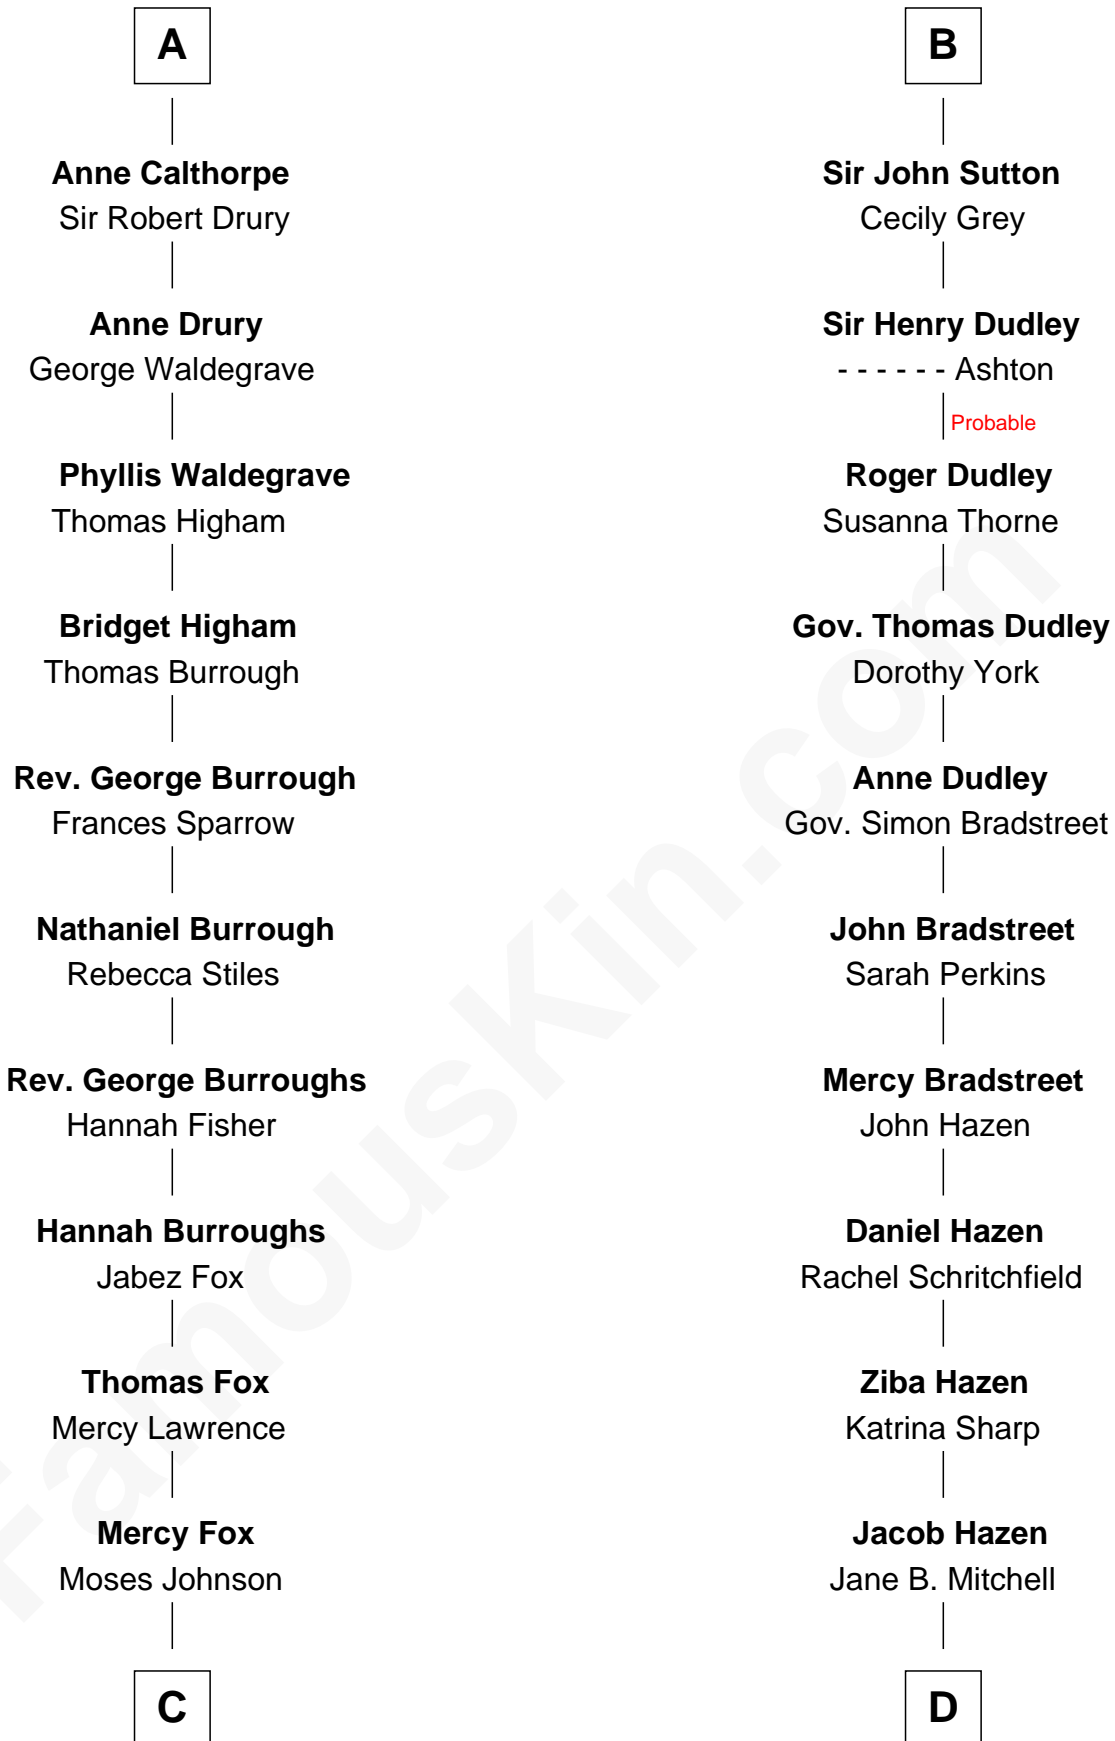 A
Anne Calthorpe
Sir Robert Drury
Anne Drury
George Waldegrave
Phyllis Waldegrave
Thomas Higham
Bridget Higham
Thomas Burrough
Rev. George Burrough
Frances Sparrow
Nathaniel Burrough
Rebecca Stiles
Rev. George Burroughs
Hannah Fisher
Hannah Burroughs
Jabez Fox
Thomas Fox
Mercy Lawrence
Mercy Fox
Moses Johnson
C
B
Sir John Sutton
Cecily Grey
Sir Henry Dudley
- - - - - - Ashton
Probable
Roger Dudley
Susanna Thorne
Gov. Thomas Dudley
Dorothy York
Anne Dudley
Gov. Simon Bradstreet
John Bradstreet
Sarah Perkins
Mercy Bradstreet
John Hazen
Daniel Hazen
Rachel Schritchfield
Ziba Hazen
Katrina Sharp
Jacob Hazen
Jane B. Mitchell
D
FamousKin.com